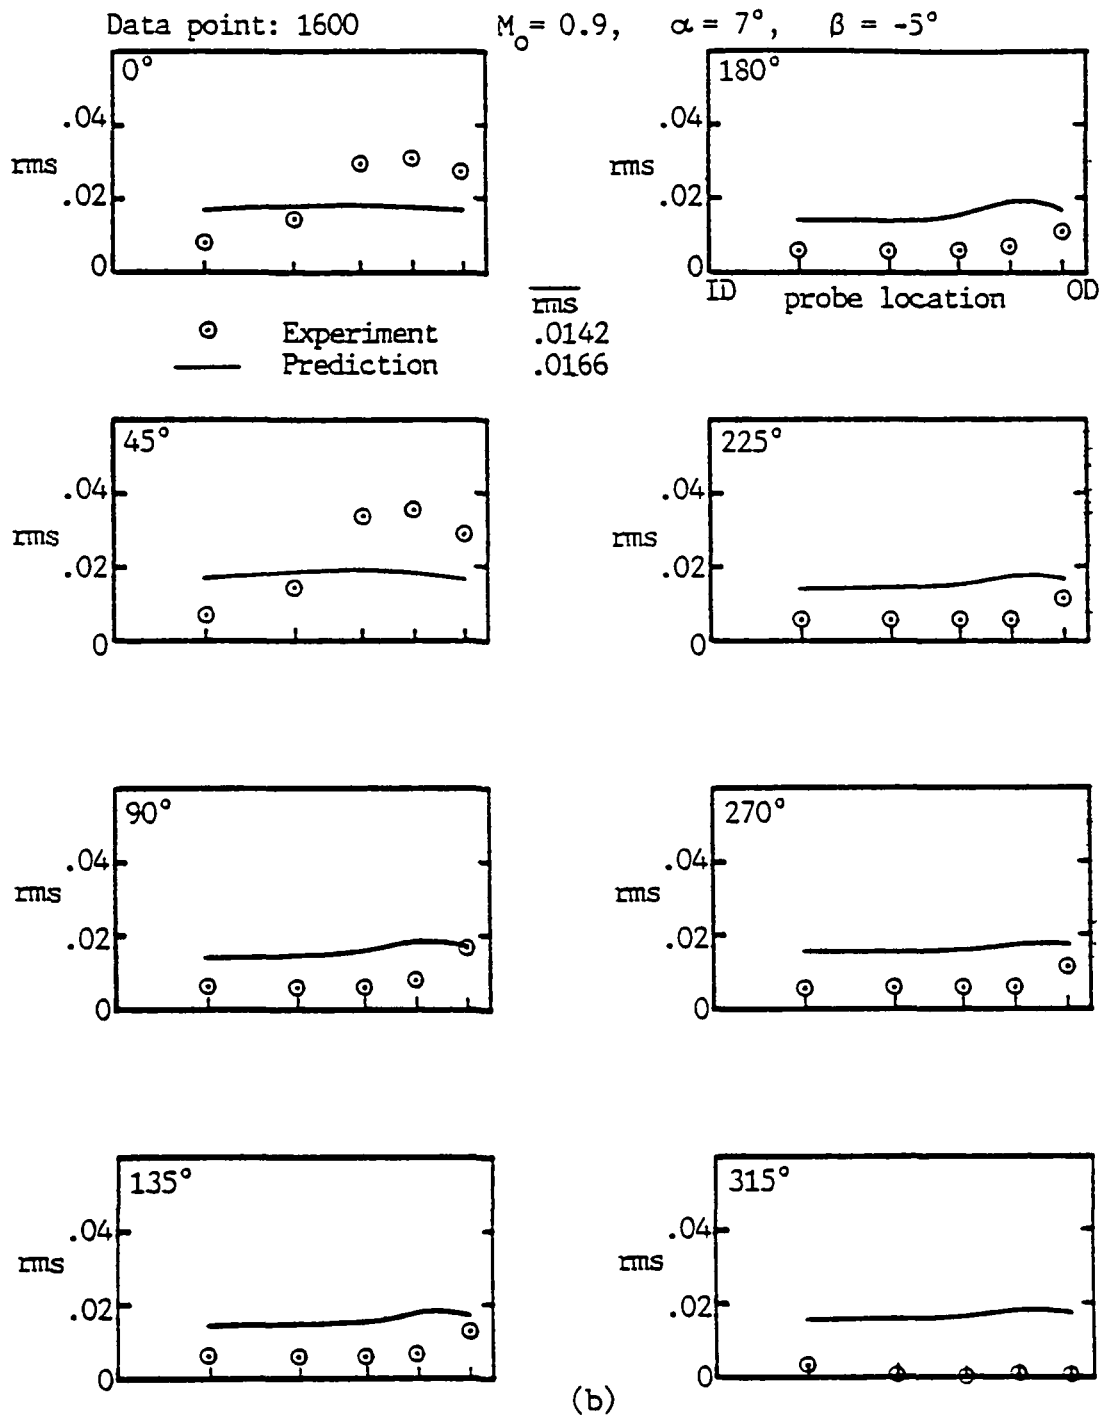 Data point: 1600 M₀ = 0.9, α = 7°, β = -5°
0°
.04
rms
.02
0
180°
.04
rms
.02
0
ID probe location OD
rms
⊙ Experiment .0142
— Prediction .0166
45°
.04
rms
.02
0
225°
.04
rms
.02
0
90°
.04
rms
.02
0
270°
.04
rms
.02
0
135°
.04
rms
.02
0
315°
.04
rms
.02
0
(b)